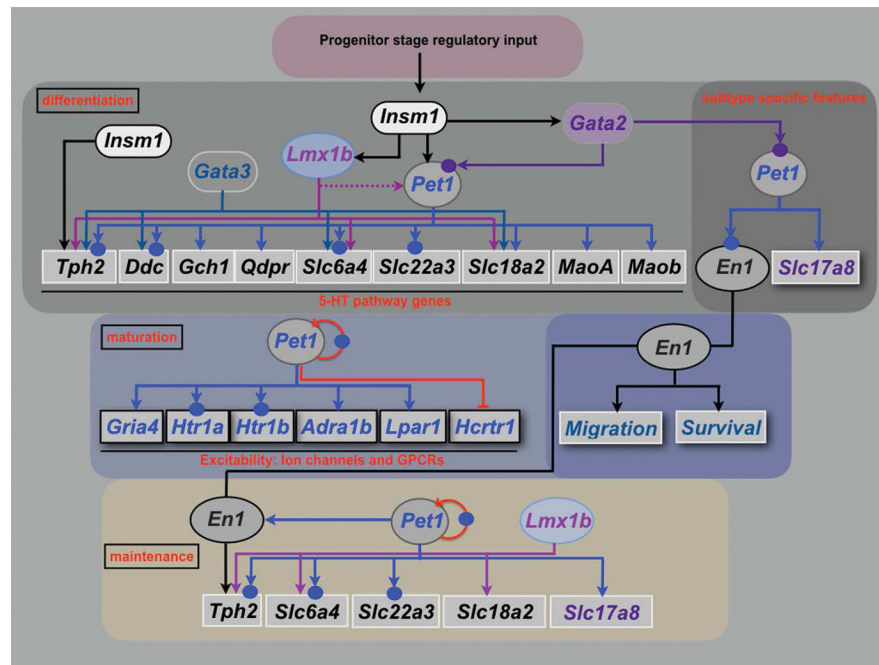 Progenitor stage regulatory input
differentiation
subtype specific features
Insm1
Gata2
Insm1
Lmx1b
Gata3
Pet1
Pet1
Tph2 Ddc Gch1 Qdpr Slc6a4 Slc22a3 Slc18a2 MaoA Maob
En1 Slc17a8
5-HT pathway genes
maturation
Pet1
En1
Gria4 Htr1a Htr1b Adra1b Lpar1 Hcrtr1
Migration Survival
Excitability: Ion channels and GPCRs
En1 Pet1 Lmx1b
maintenance
Tph2 Slc6a4 Slc22a3 Slc18a2 Slc17a8